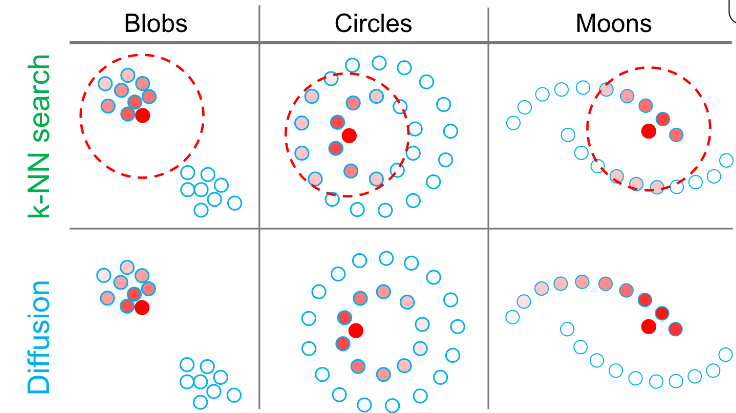 Blobs
Circles
Moons
k-NN search
Diffusion